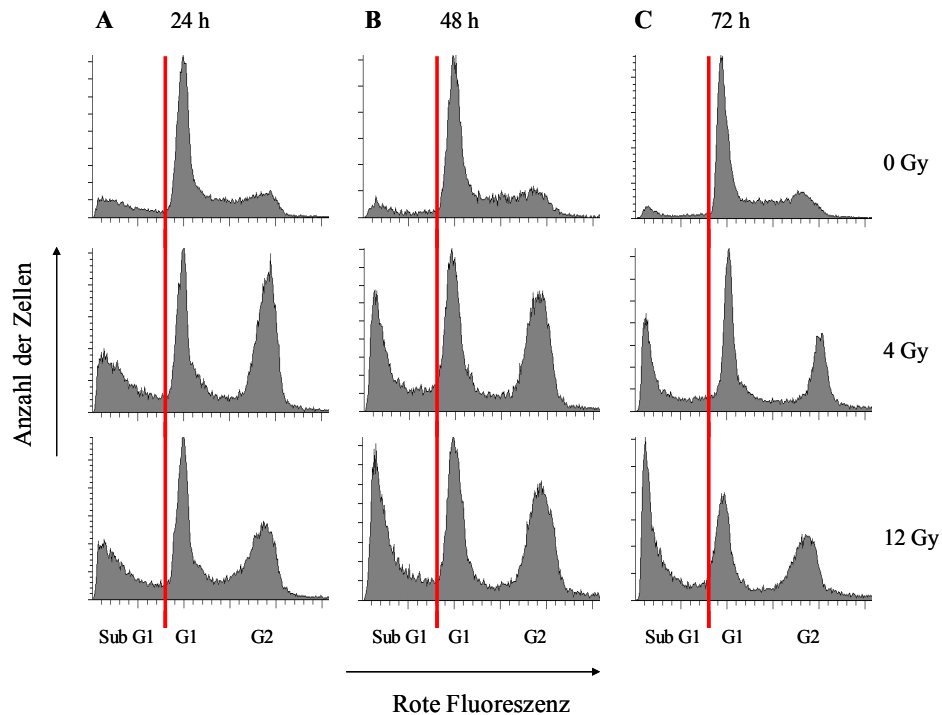 A 24 h
B 48 h
C 72 h
0 Gy
4 Gy
12 Gy
Anzahl der Zellen
Sub G1 G1 G2
Sub G1 G1 G2
Sub G1 G1 G2
Rote Fluoreszenz